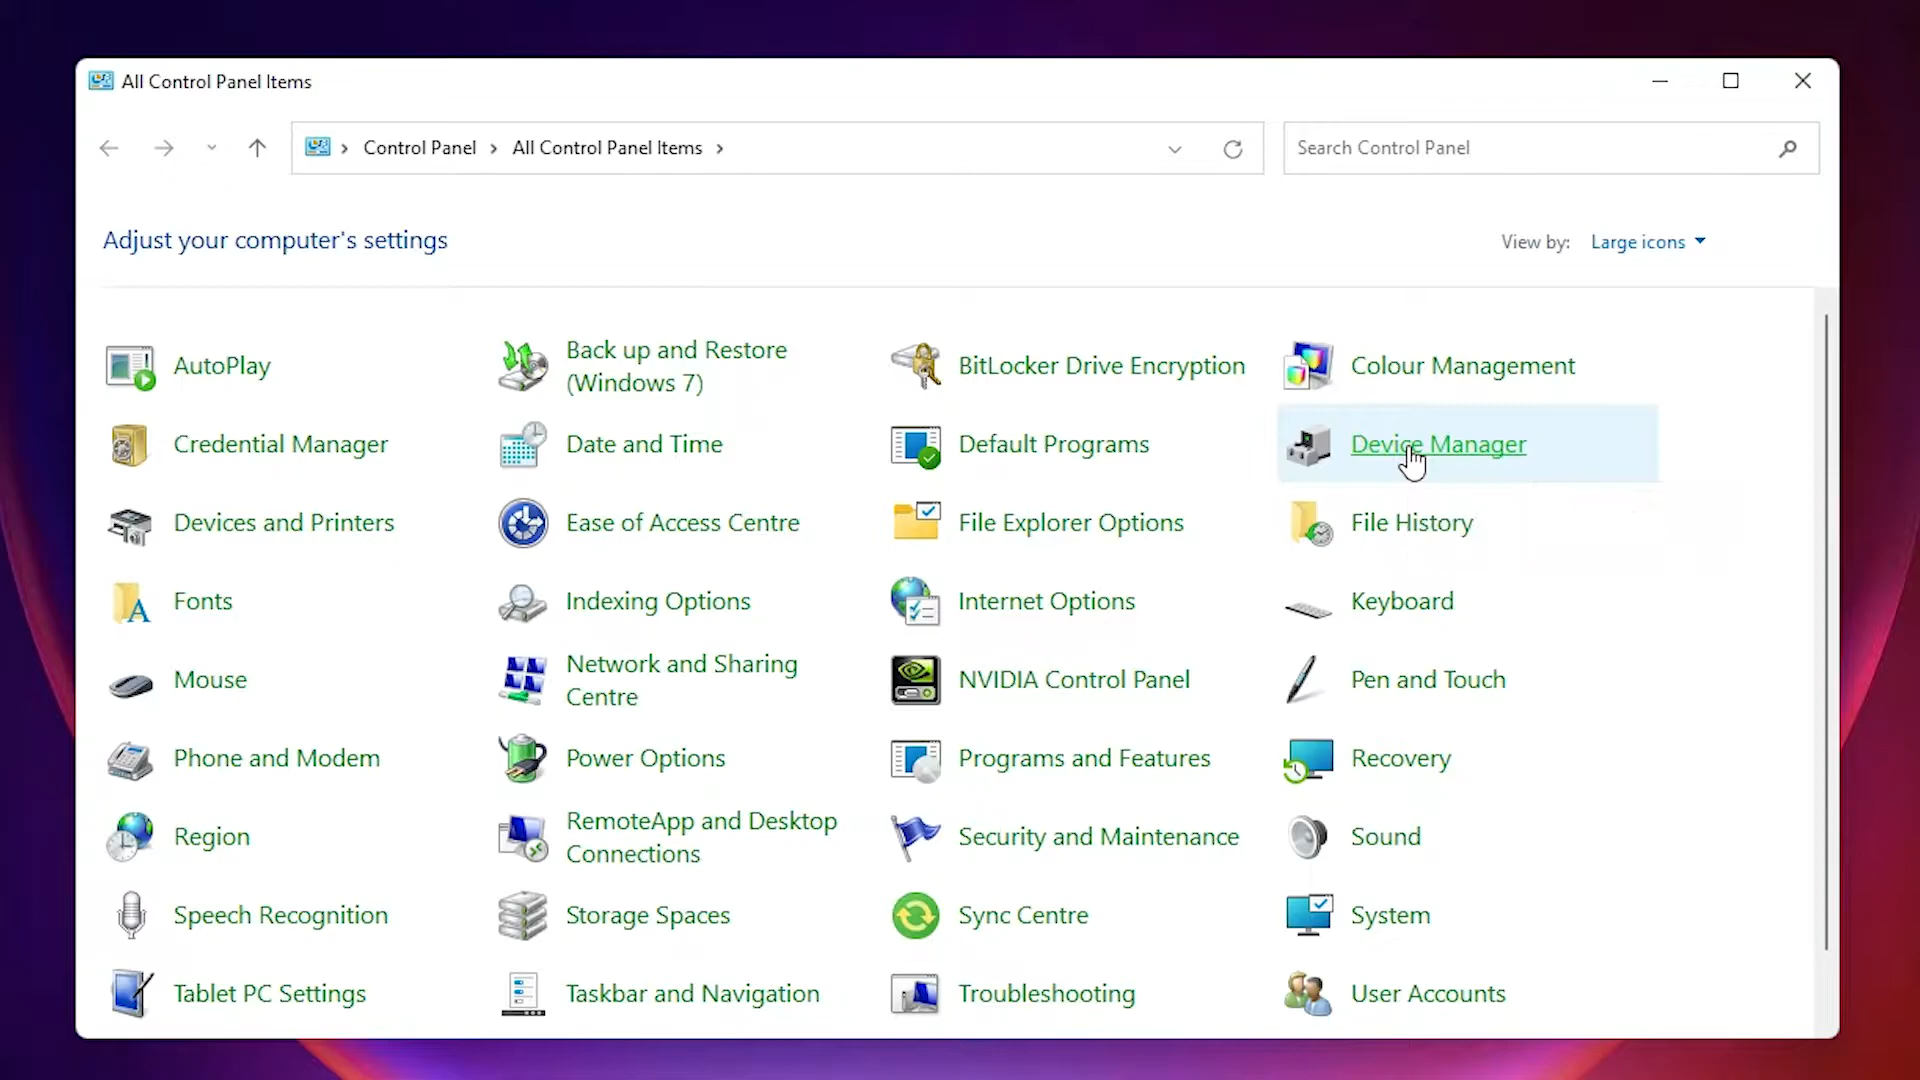 All Control Panel Items
Control Panel
All Control Panel Items
Search Control Panel
Adjust your computer's settings
View by: Large icons
AutoPlay
Back up and Restore
(Windows 7)
BitLocker Drive Encryption
Colour Management
Credential Manager
Date and Time
Default Programs
Device Manager
Devices and Printers
Ease of Access Centre
File Explorer Options
File History
Fonts
Indexing Options
Internet Options
Keyboard
Mouse
Network and Sharing
Centre
NVIDIA Control Panel
Pen and Touch
Phone and Modem
Power Options
Programs and Features
Recovery
Region
RemoteApp and Desktop
Connections
Security and Maintenance
Sound
Speech Recognition
Storage Spaces
Sync Centre
System
Tablet PC Settings
Taskbar and Navigation
Troubleshooting
User Accounts